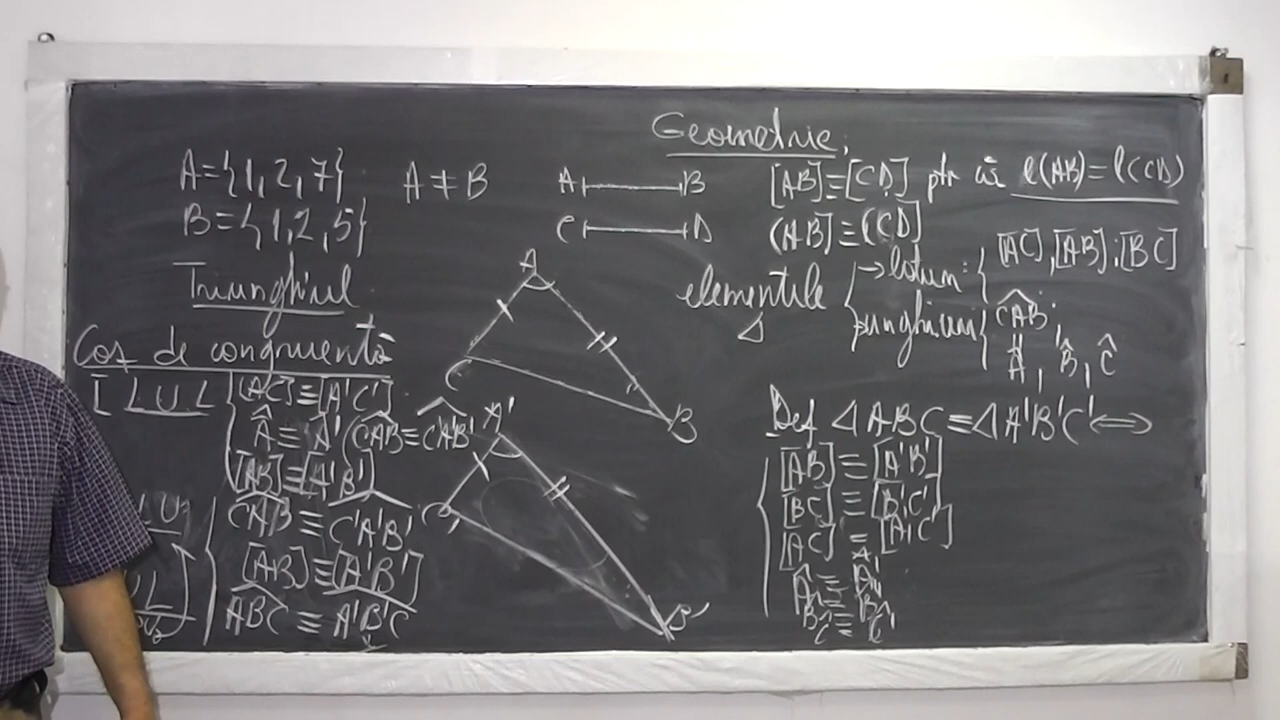 Geometrie
A={1,2,7} A≠B
B={1,2,5}
A B
C D
[AB]≡[CD] ptr că l(AB)=l(CD)
(AB]≡(CD]
Triunghiul
elementele Δ
→laturi: {[AC],[AB];[BC]
unghiuri {CAB;
Â, B̂, Ĉ
Caz de congruență
[LUL
[AC]≡[A'C']
Â≡Â' (CAB≡C'A'B'
[AB]≡[A'B']
A
C
B
A'
C'
B'
LU
CAB≡C'A'B'
[AB]≡[A'B']
ABC≡A'B'C'
Def ΔABC≡ΔA'B'C'⟺
[AB]≡[A'B']
[BC]≡[B'C']
[AC]≡[A'C']
Â≡Â'
B̂≡B̂'
Ĉ≡Ĉ'